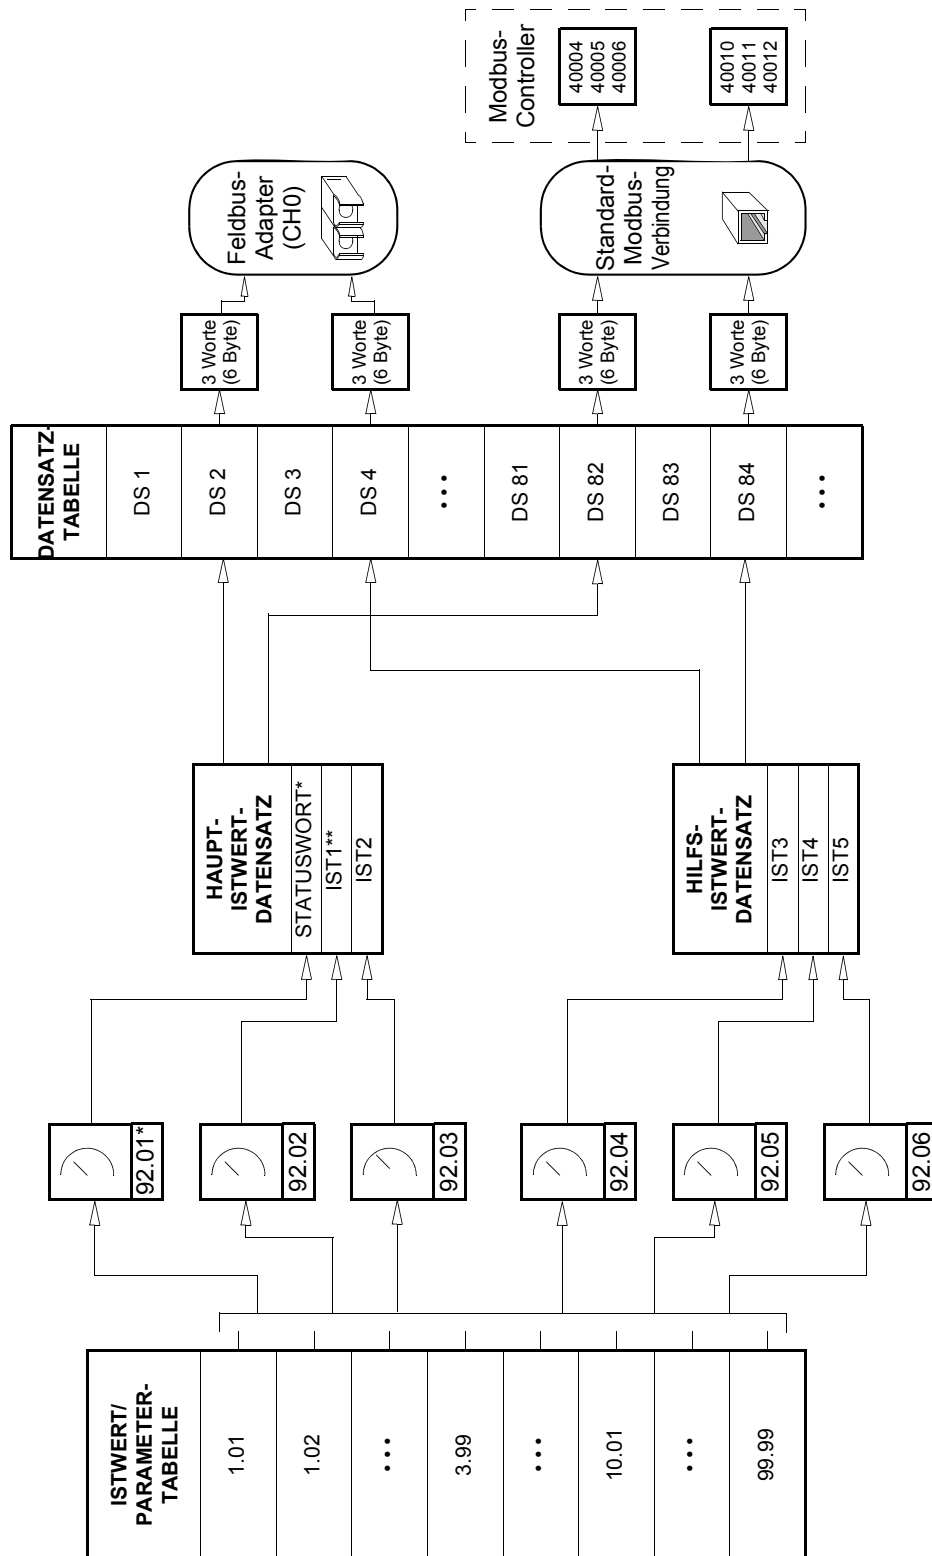 ISTWERT/
PARAMETER-
TABELLE
1.01
1.02
...
3.99
...
10.01
...
99.99
92.01*
92.02
92.03
92.04
92.05
92.06
HAUPT-
ISTWERT-
DATENSATZ
STATUSWORT*
IST1**
IST2
HILFS-
ISTWERT-
DATENSATZ
IST3
IST4
IST5
DATENSATZ-
TABELLE
DS 1
DS 2
DS 3
DS 4
...
DS 81
DS 82
DS 83
DS 84
...
3 Worte
(6 Byte)
3 Worte
(6 Byte)
3 Worte
(6 Byte)
3 Worte
(6 Byte)
Feldbus-
Adapter
(CH0)
Standard-
Modbus-
Verbindung
Modbus-
Controller
40004
40005
40006
40010
40011
40012